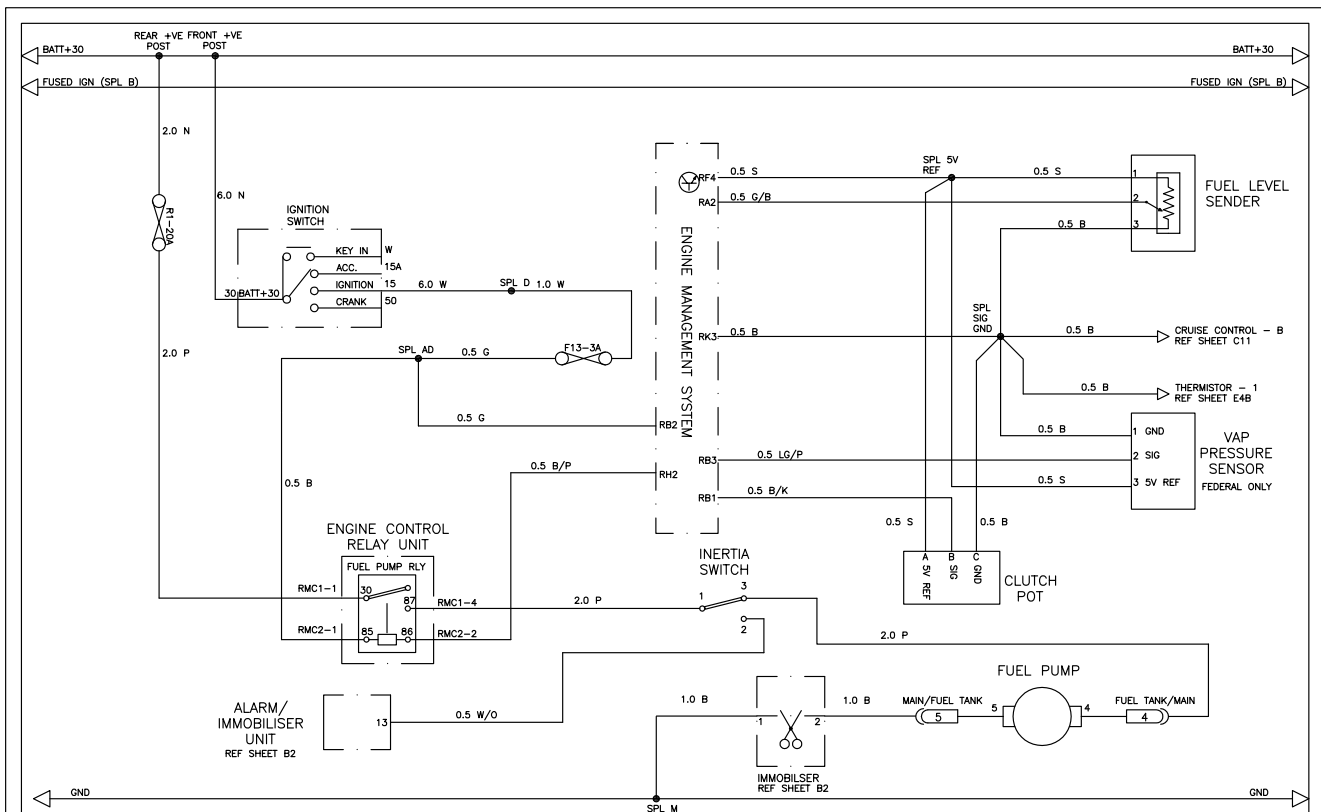 REAR +VE POST
FRONT +VE POST
BATT+30
BATT+30
FUSED IGN (SPL B)
FUSED IGN (SPL B)
2.0 N
6.0 N
R1-20A
2.0 P
IGNITION SWITCH
KEY IN
W
ACC.
15A
IGNITION
15
CRANK
50
30
BATT+30
6.0 W
SPL D
1.0 W
SPL AD
0.5 G
F13-3A
0.5 G
0.5 B
0.5 B/P
ENGINE MANAGEMENT SYSTEM
RF4
RA2
RK3
RB2
RH2
RB3
RB1
0.5 S
SPL 5V REF
0.5 S
0.5 G/B
0.5 B
1
2
3
FUEL LEVEL SENDER
0.5 B
SPL SIG GND
0.5 B
CRUISE CONTROL - B
REF SHEET C11
0.5 B
THERMISTOR - 1
REF SHEET E4B
0.5 B
0.5 LG/P
0.5 S
1 GND
2 SIG
3 5V REF
VAP PRESSURE SENSOR
FEDERAL ONLY
0.5 B/K
0.5 S
0.5 B
A
B
C
5V REF
SIG
GND
CLUTCH POT
ENGINE CONTROL RELAY UNIT
FUEL PUMP RLY
RMC1-1
30
87
RMC1-4
RMC2-1
85
86
RMC2-2
2.0 P
INERTIA SWITCH
1
3
2
2.0 P
ALARM/ IMMOBILISER UNIT
REF SHEET B2
13
0.5 W/O
1.0 B
1
2
IMMOBILSER
REF SHEET B2
1.0 B
MAIN/FUEL TANK
5
5
FUEL PUMP
4
FUEL TANK/MAIN
4
GND
SPL M
GND